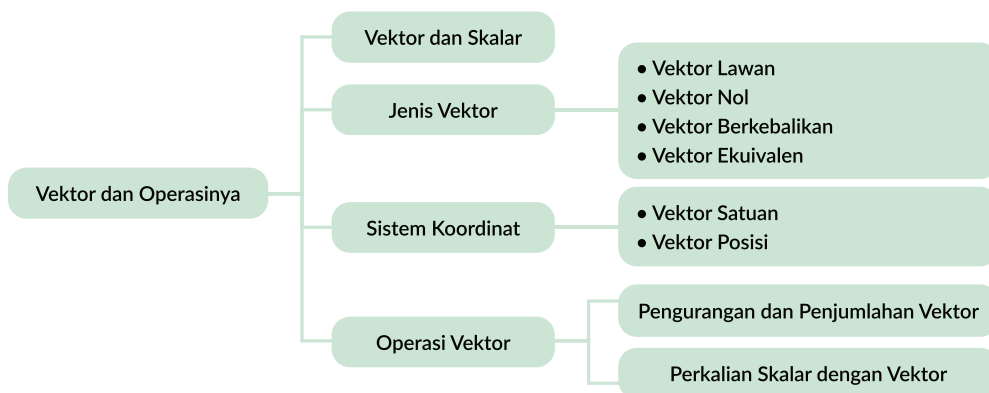 Vektor dan Operasinya
Vektor dan Skalar
Jenis Vektor
• Vektor Lawan
• Vektor Nol
• Vektor Berkebalikan
• Vektor Ekuivalen
Sistem Koordinat
• Vektor Satuan
• Vektor Posisi
Operasi Vektor
Pengurangan dan Penjumlahan Vektor
Perkalian Skalar dengan Vektor